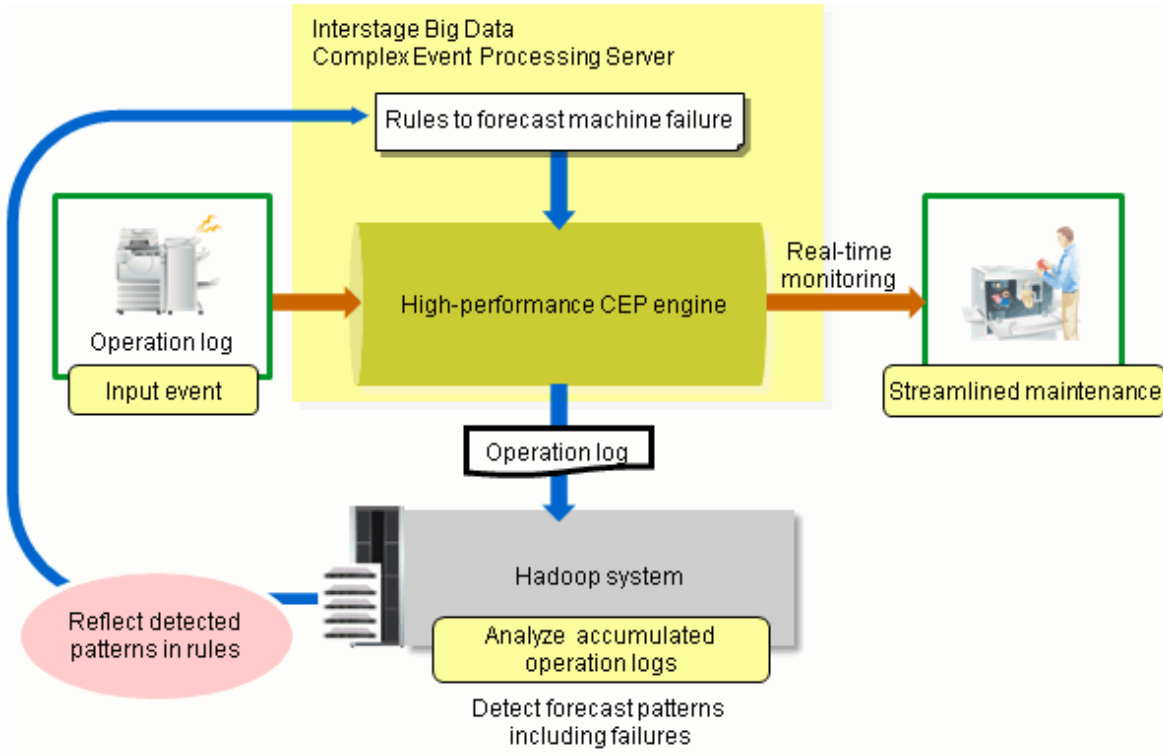 Interstage Big Data
Complex Event Processing Server
Rules to forecast machine failure
Operation log
Input event
High-performance CEP engine
Real-time
monitoring
Streamlined maintenance
Operation log
Hadoop system
Analyze accumulated
operation logs
Reflect detected
patterns in rules
Detect forecast patterns
including failures